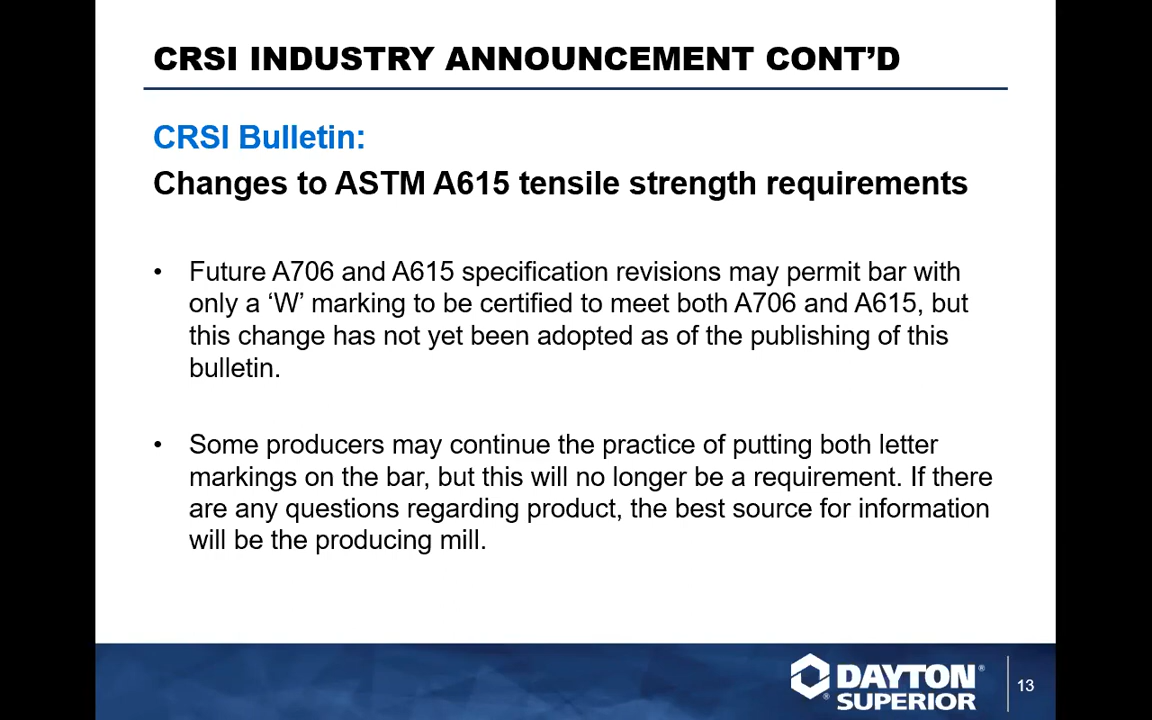 CRSI INDUSTRY ANNOUNCEMENT CONT’D
CRSI Bulletin:
Changes to ASTM A615 tensile strength requirements
• Future A706 and A615 specification revisions may permit bar with
only a ‘W’ marking to be certified to meet both A706 and A615, but
this change has not yet been adopted as of the publishing of this
bulletin.
• Some producers may continue the practice of putting both letter
markings on the bar, but this will no longer be a requirement. If there
are any questions regarding product, the best source for information
will be the producing mill.
DAYTON®
®SUPERIOR
13